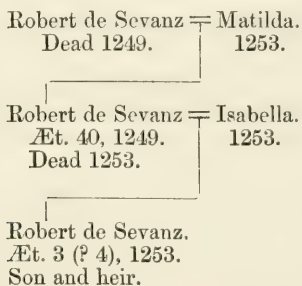 Robert de Sevanz = Matilda.
Dead 1249. 1253.
Robert de Sevanz = Isabella.
Æt. 40, 1249. 1253.
Dead 1253.
Robert de Sevanz.
Æt. 3 (? 4), 1253.
Son and heir.